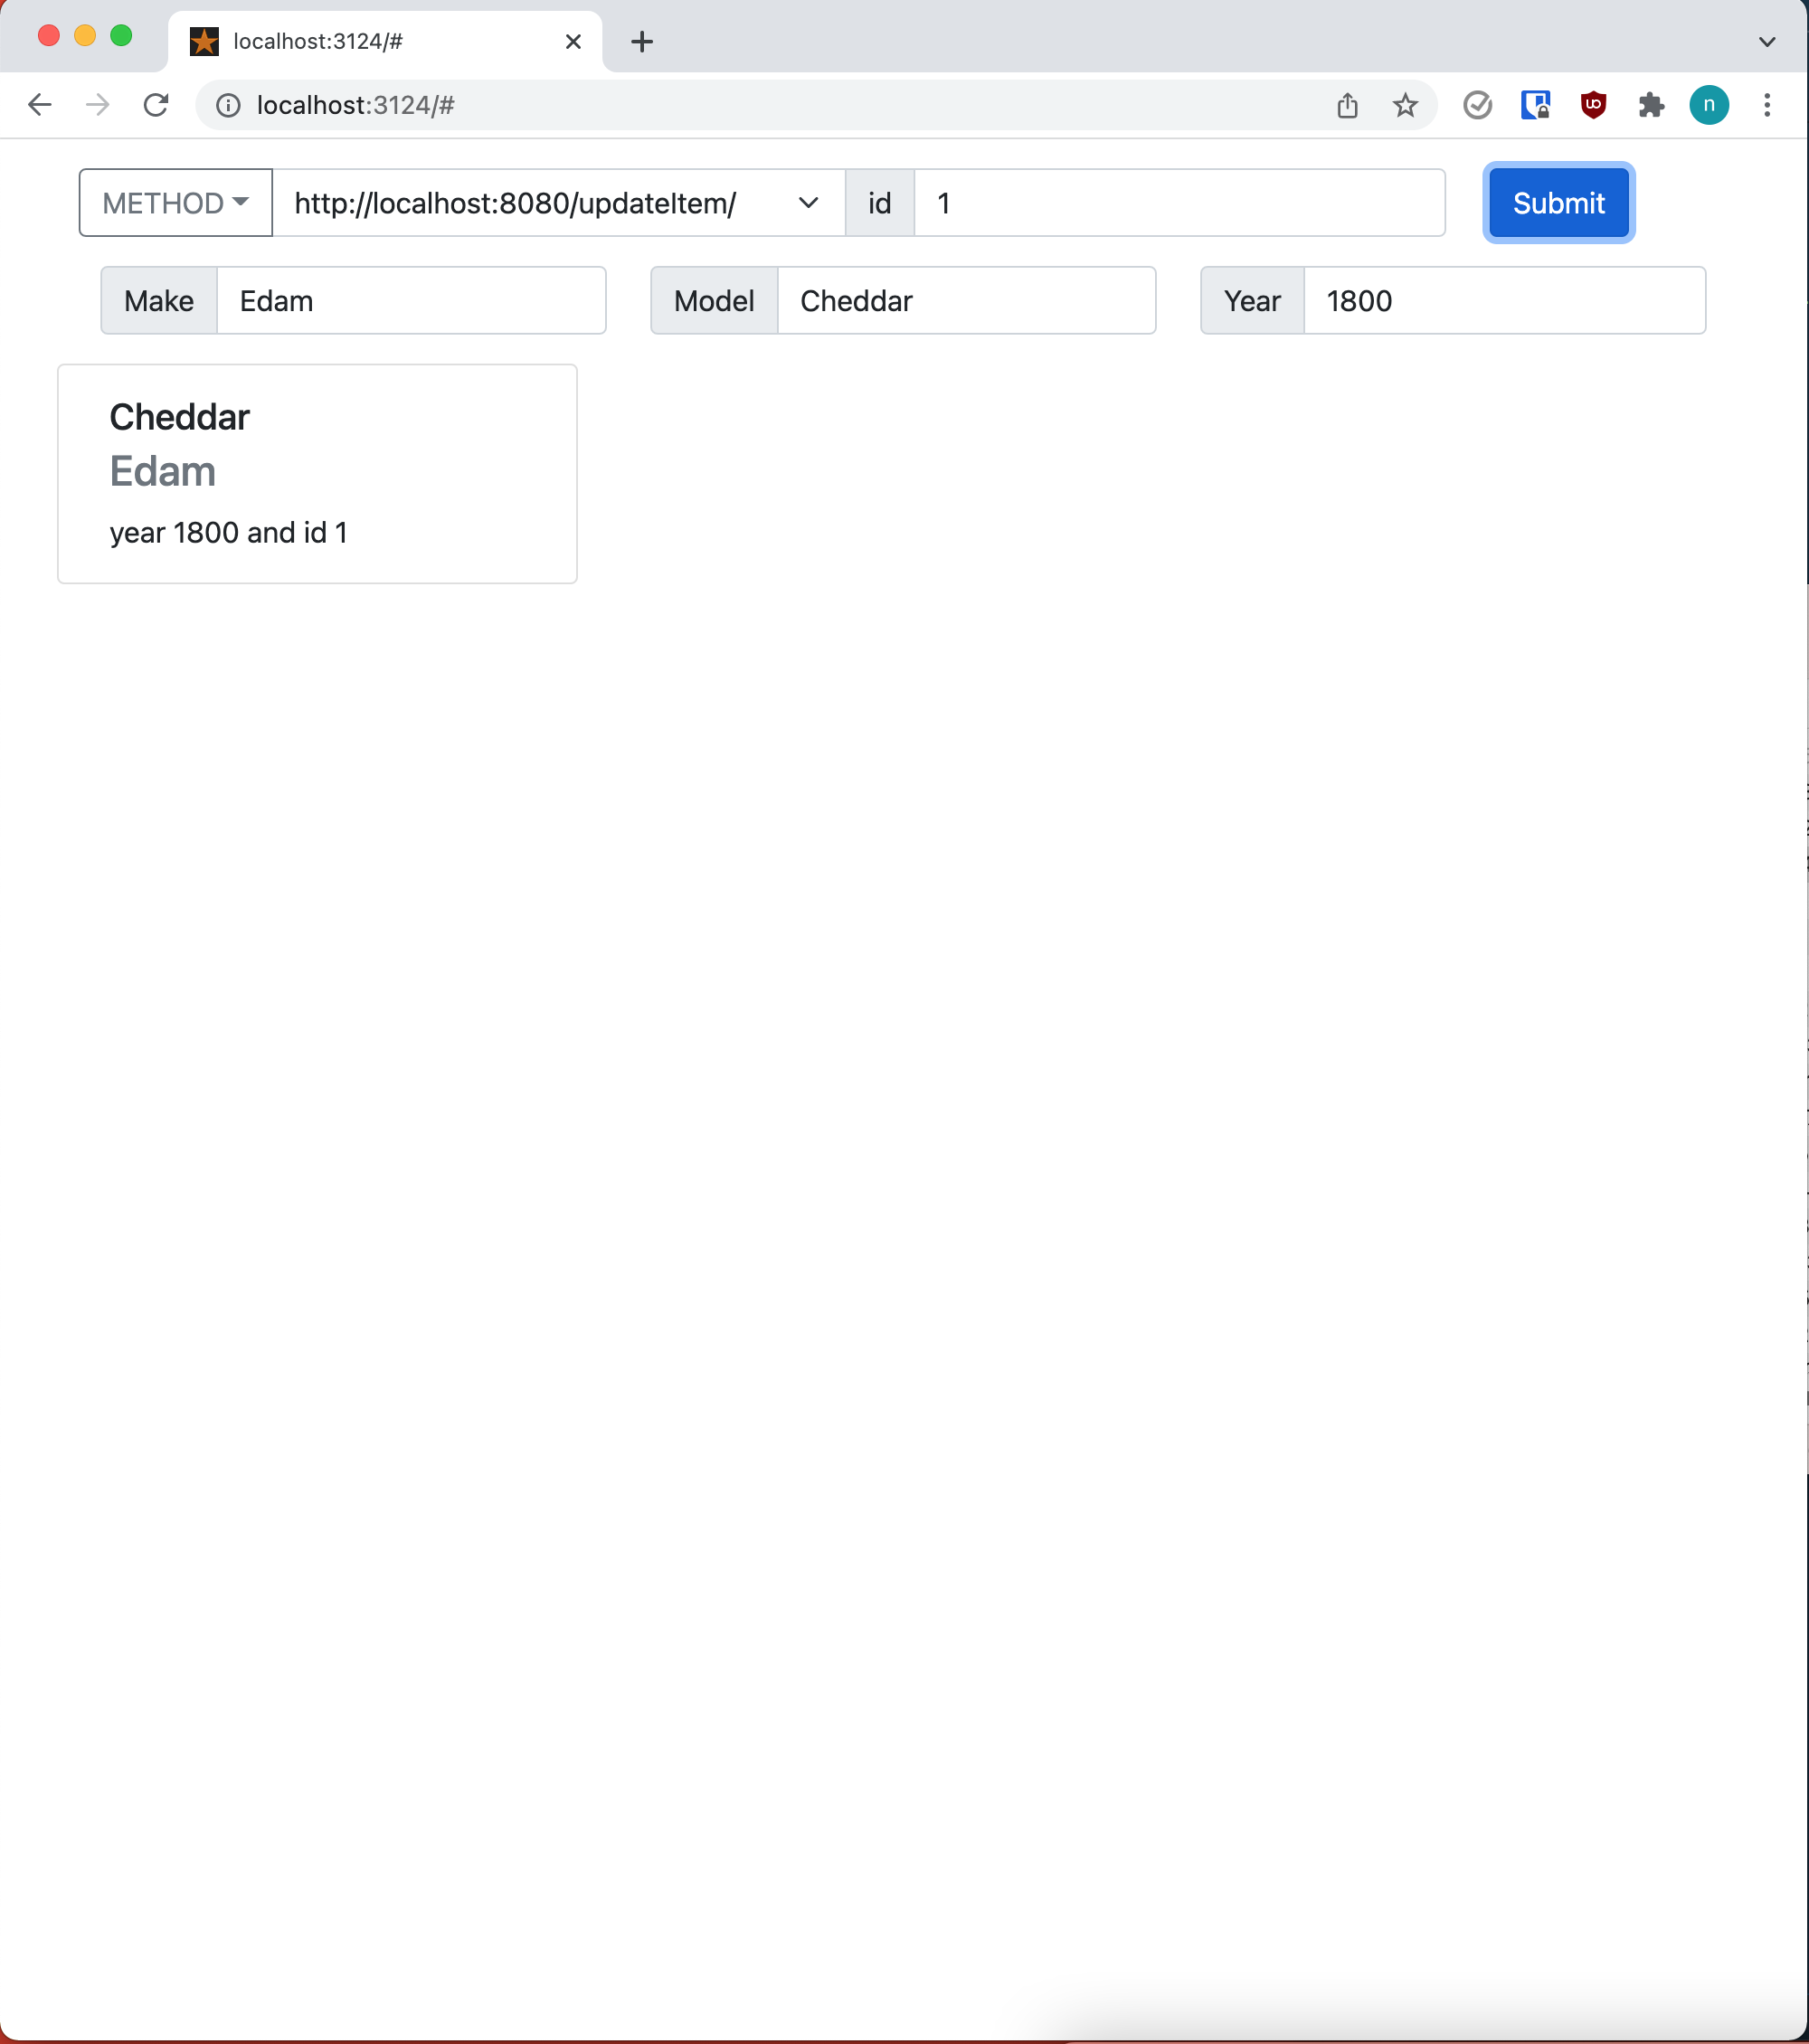 localhost:3124/#
localhost:3124/#
n
METHOD http://localhost:8080/updateItem/ id 1 Submit
Make Edam Model Cheddar Year 1800
Cheddar
Edam
year 1800 and id 1